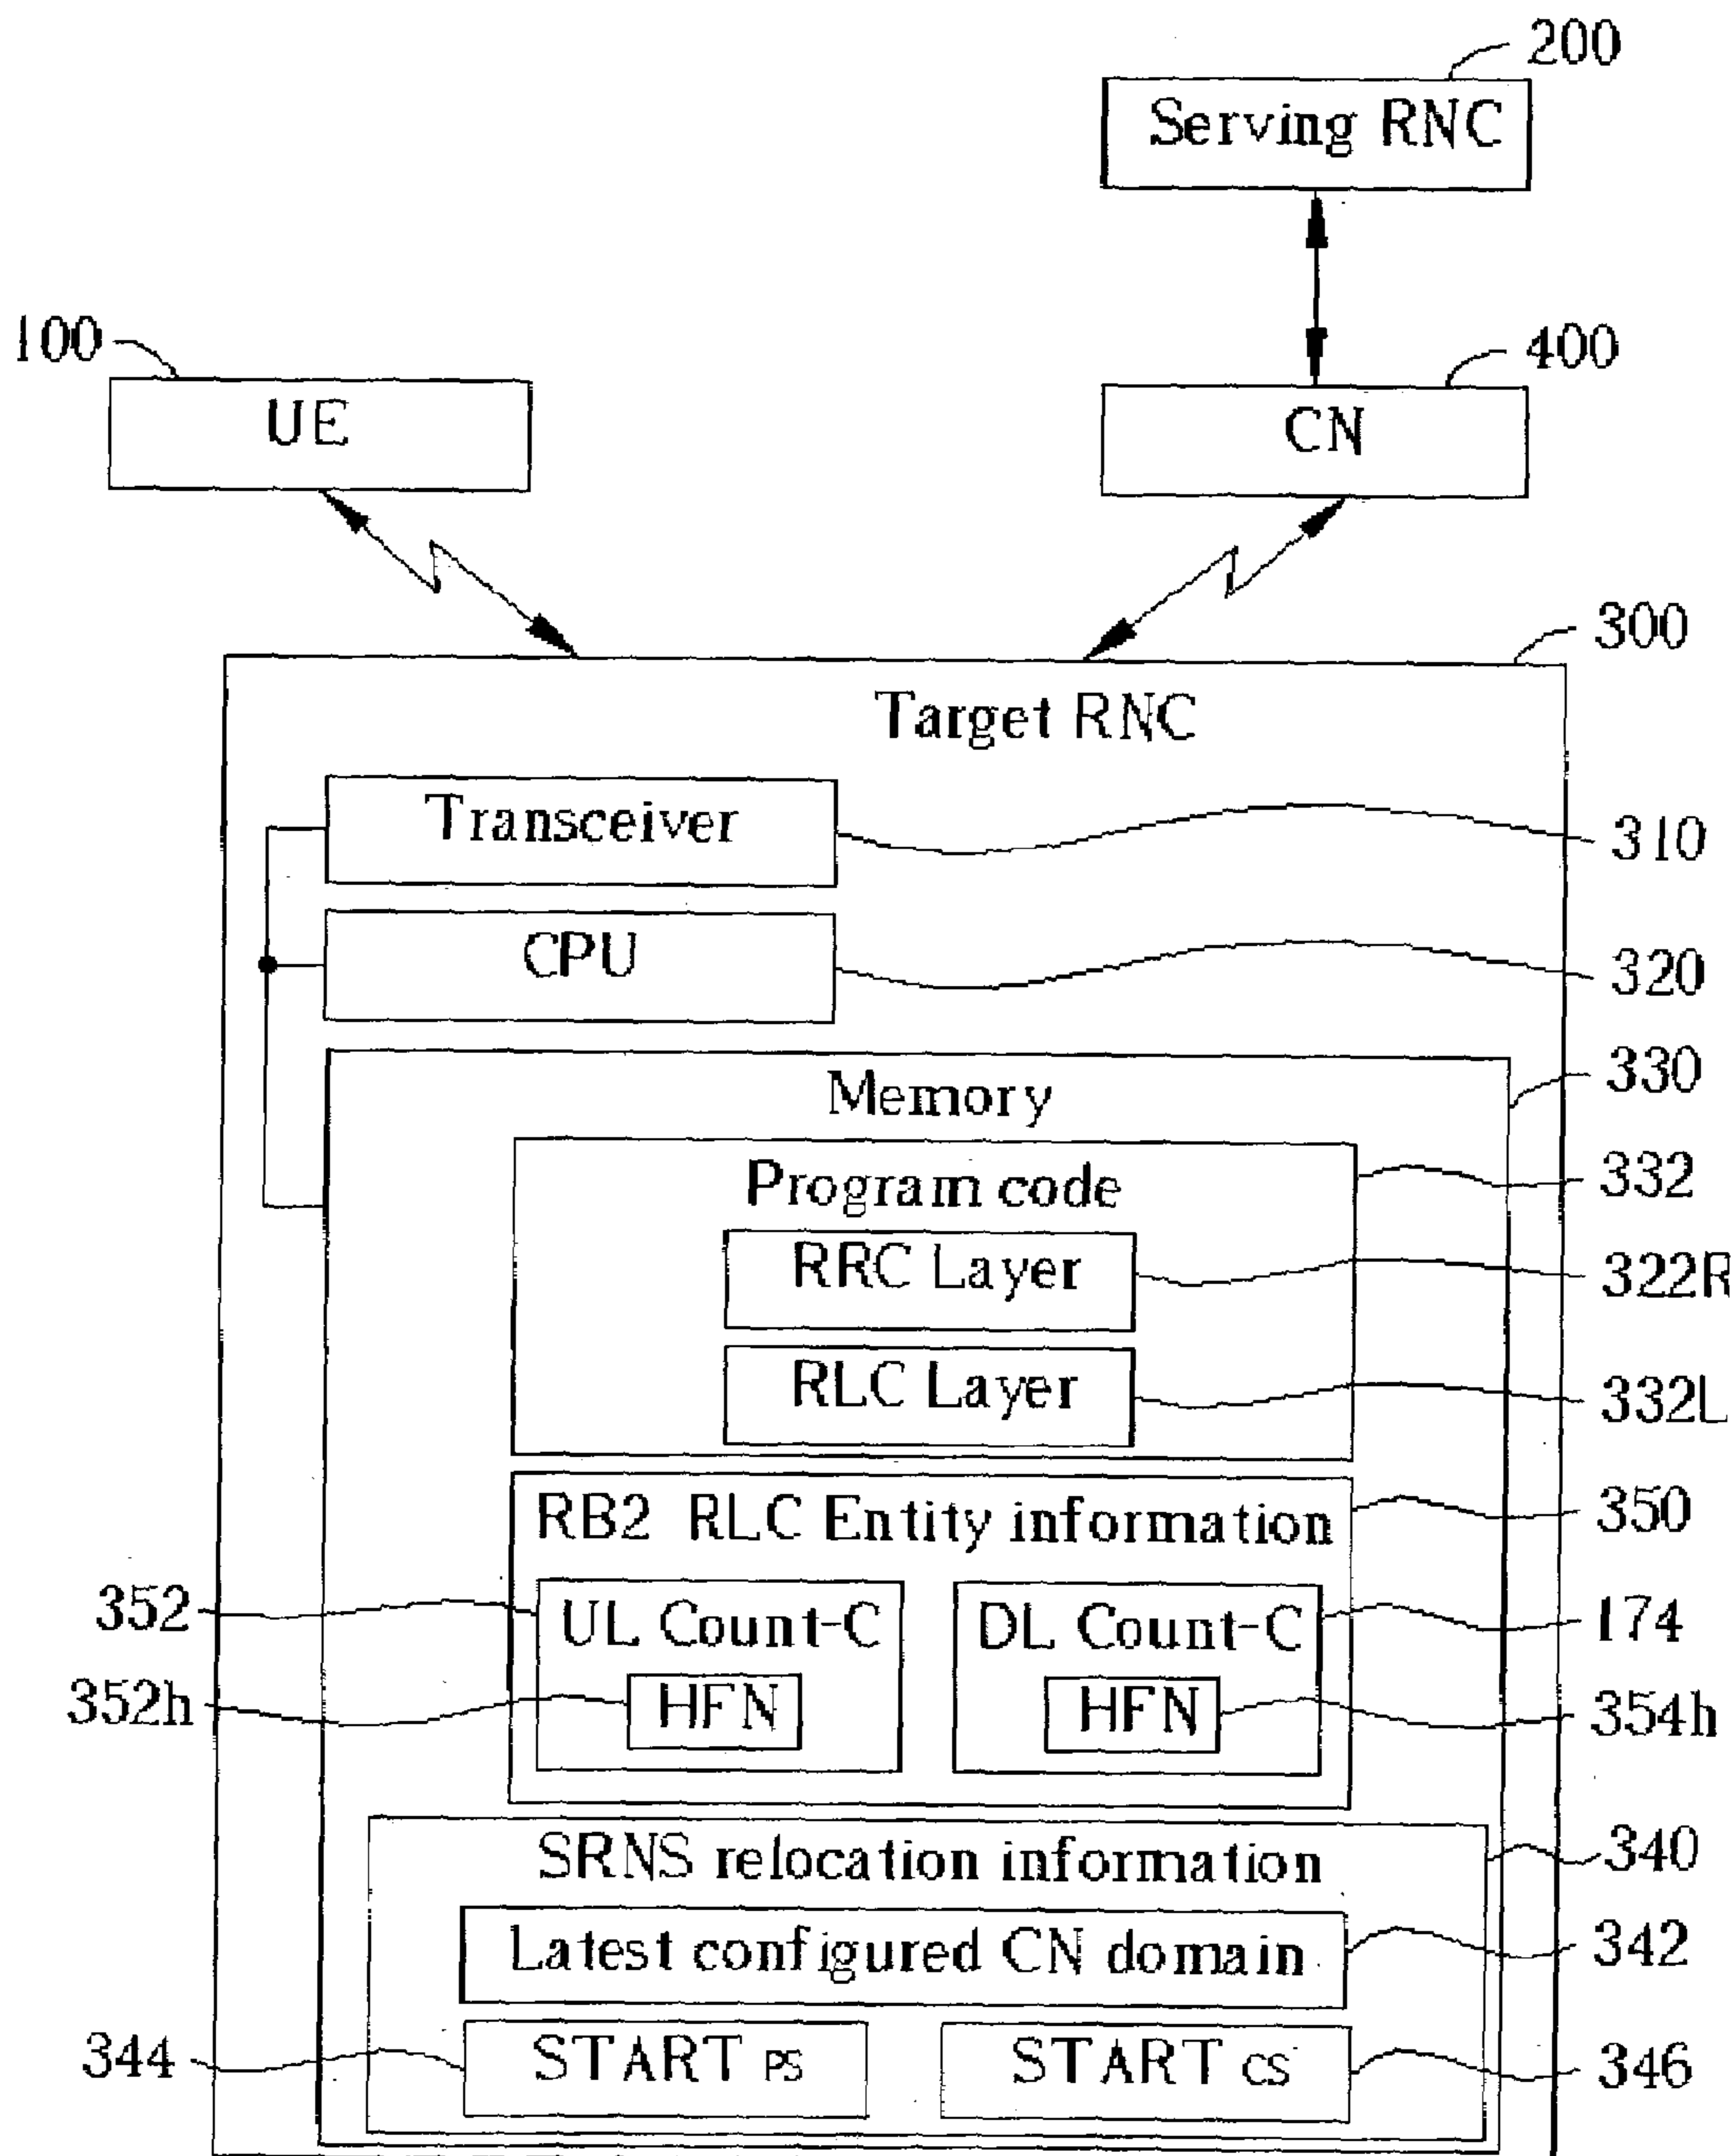 200
Serving RNC
100
400
UE
CN
300
Target RNC
Transceiver
310
CPU
320
330
Memory
332
Program code
RRC Layer
322R
RLC Layer
332L
350
RB2 RLC Entity information
352
UL Count-C
DL Count-C
174
352h
HFN
HFN
354h
340
SRNS relocation information
Latest configured CN domain
342
344
START PS
START CS
346